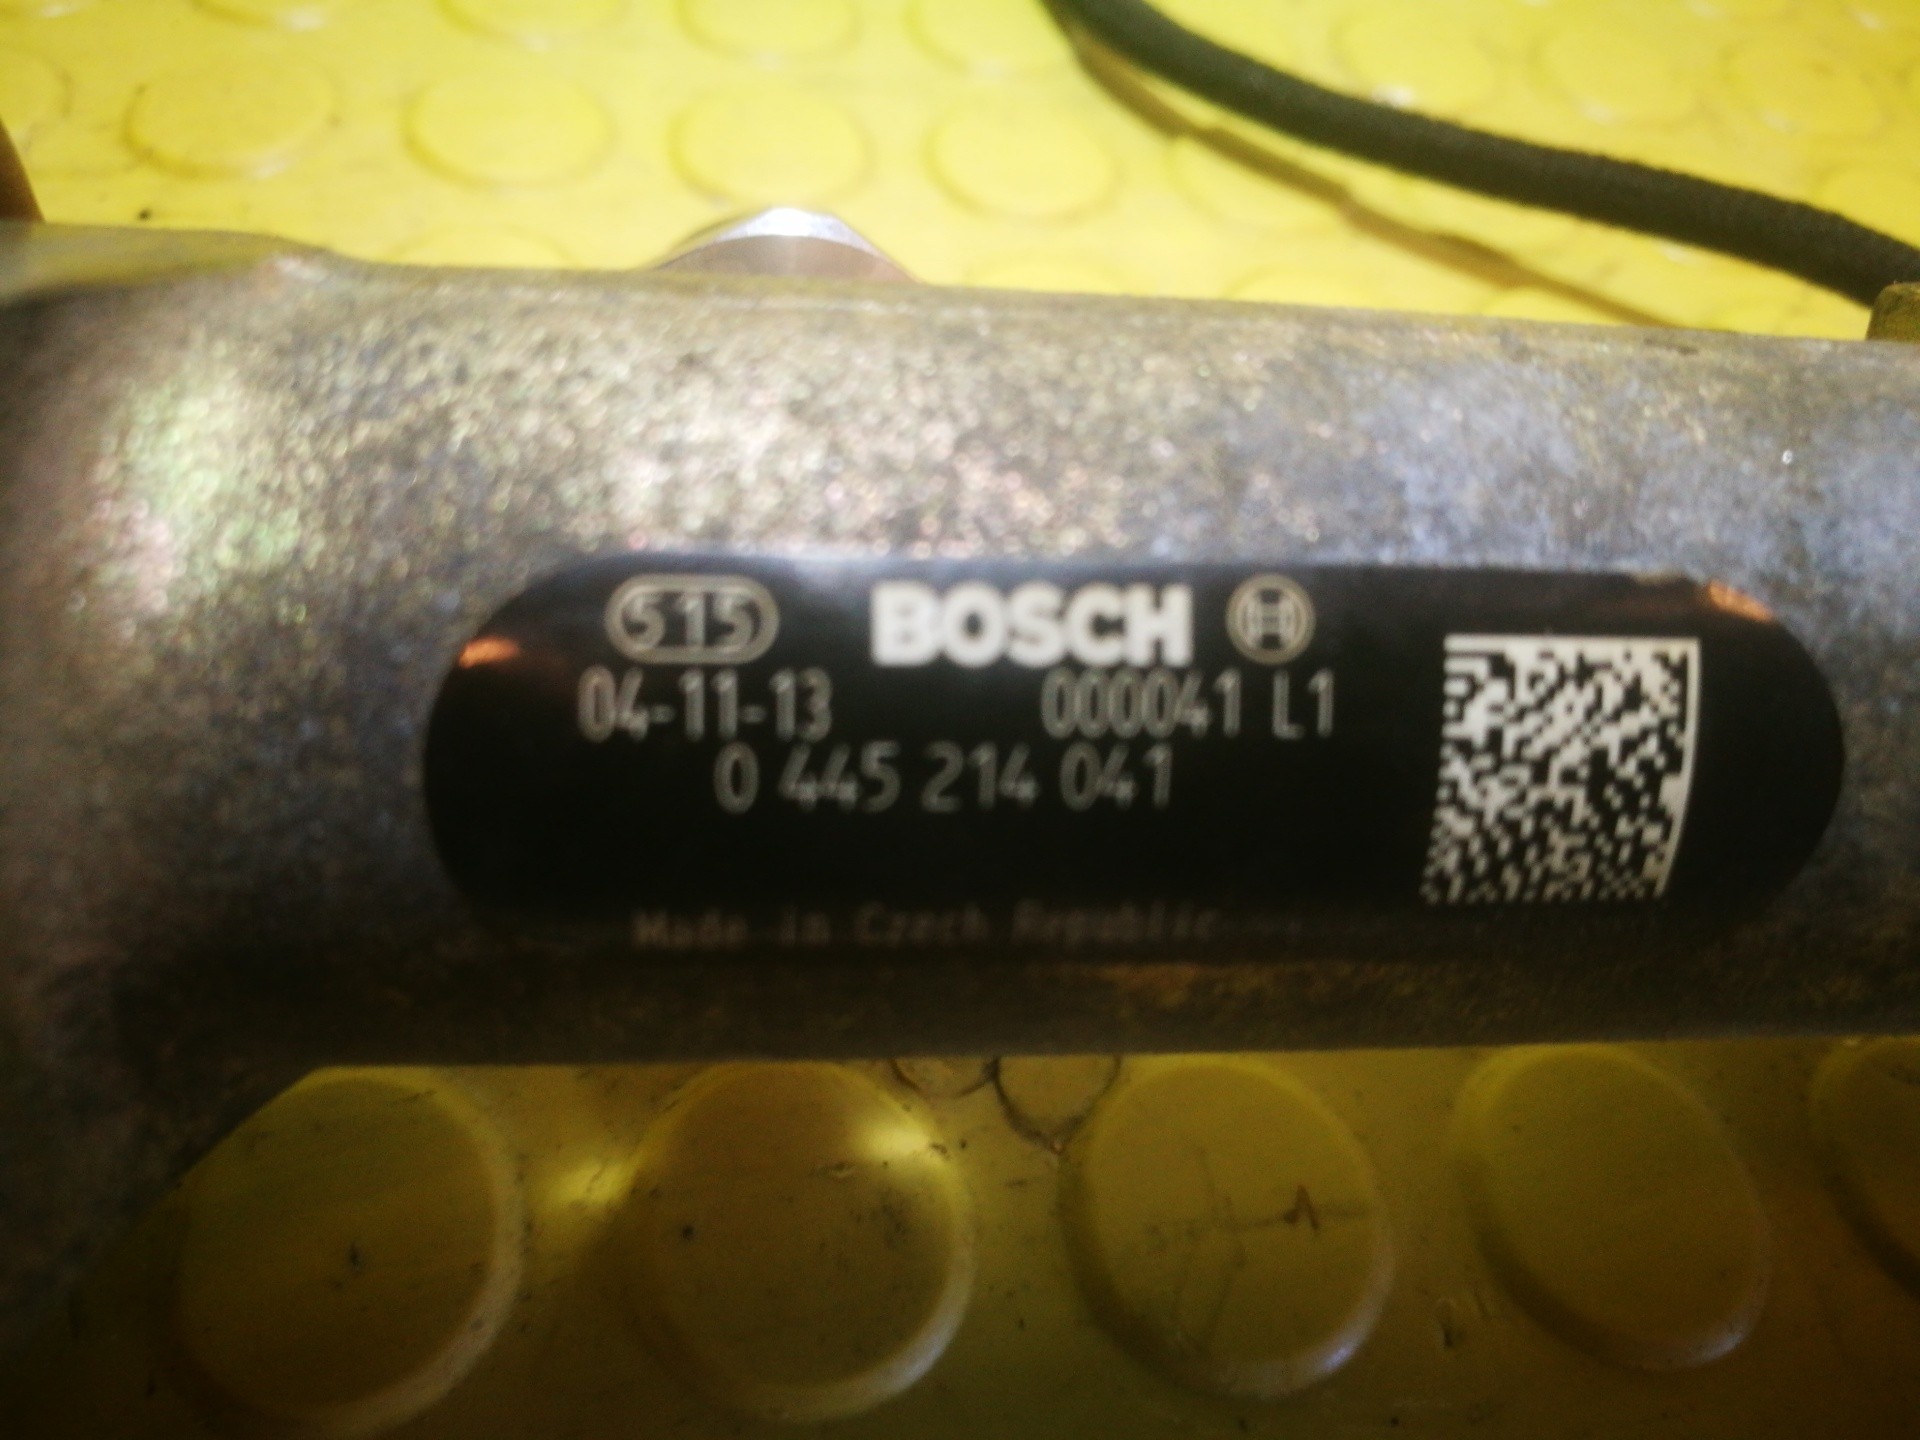 515 BOSCH
04-11-13 000041 L1
0 445 214 041
Made in Czech Republic